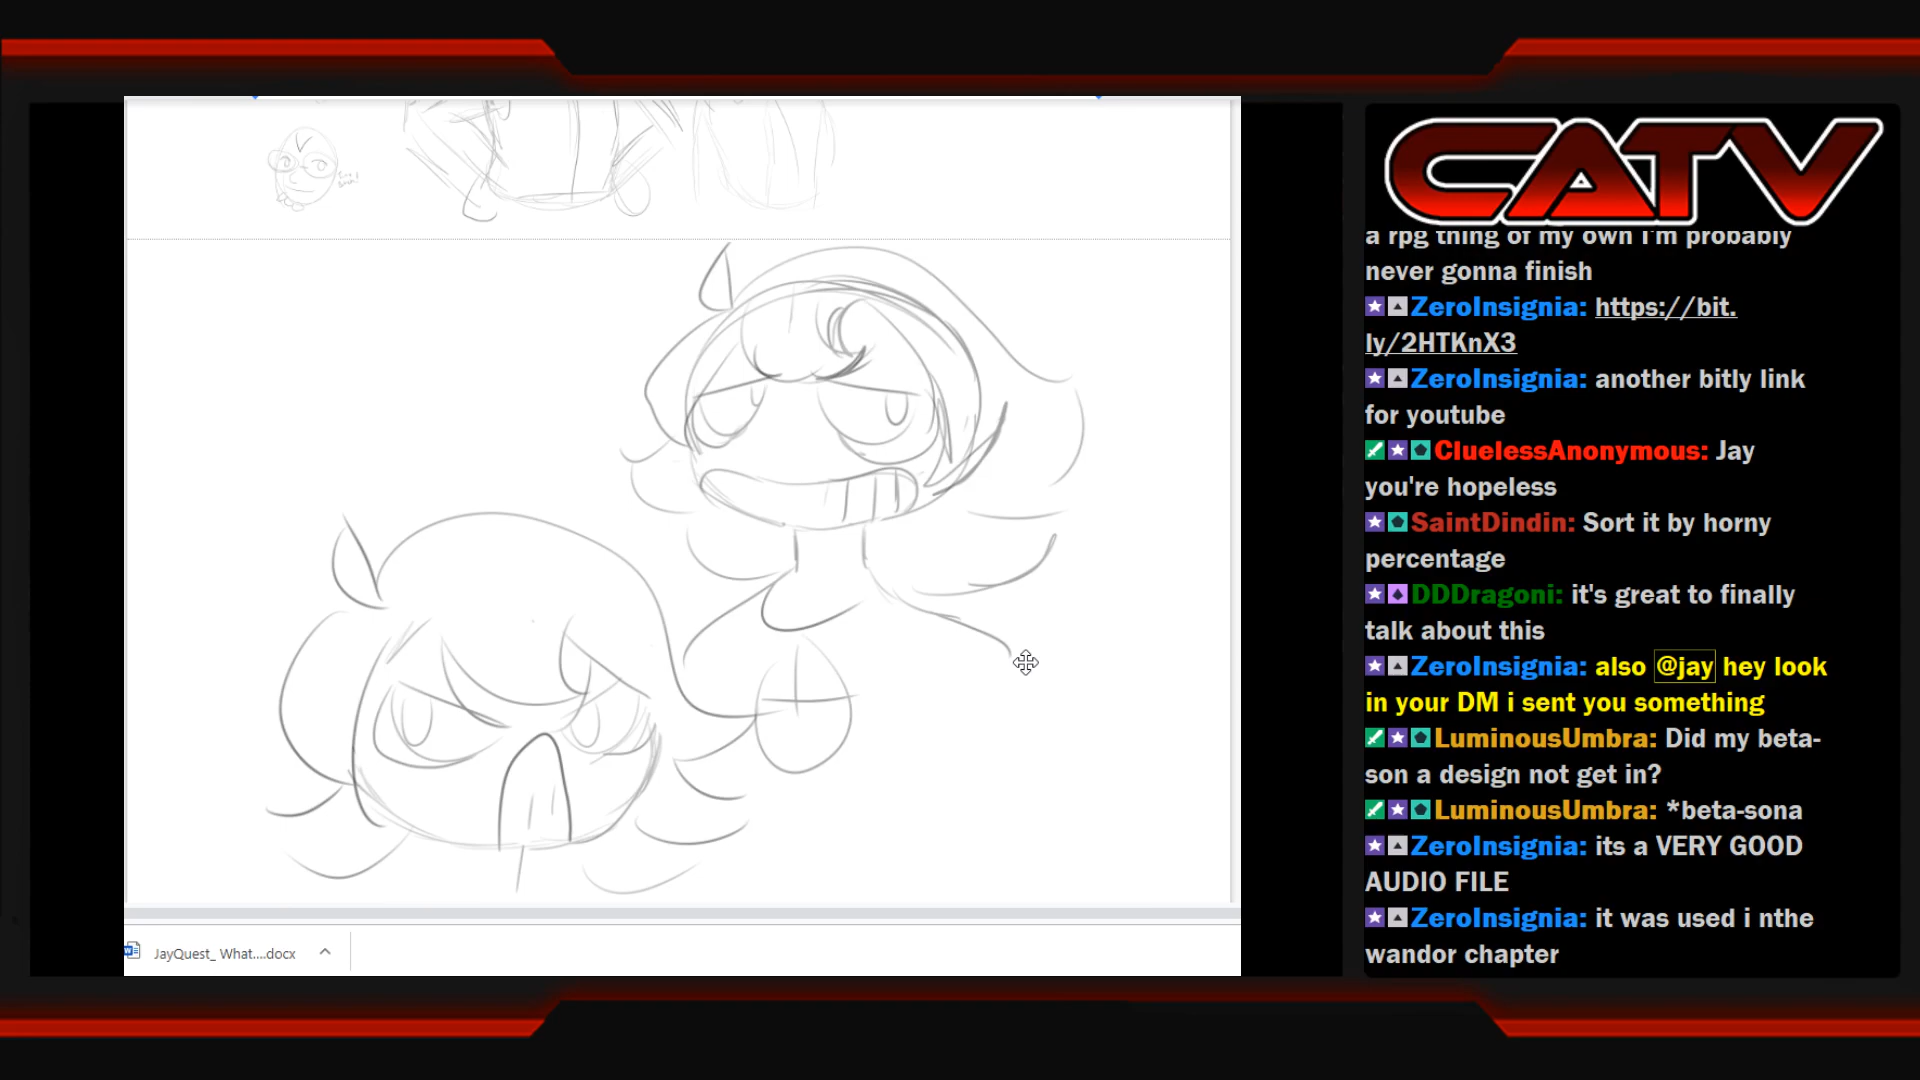 CATV
a rpg thing of my own I'm probably
never gonna finish
ZeroInsignia: https://bit.
ly/2HTKnX3
ZeroInsignia: another bitly link
for youtube
CluelessAnonymous: Jay
you're hopeless
SaintDindin: Sort it by horny
percentage
DDDragoni: it's great to finally
talk about this
ZeroInsignia: also @jay hey look
in your DM i sent you something
LuminousUmbra: Did my beta-
son a design not get in?
LuminousUmbra: *beta-sona
ZeroInsignia: its a VERY GOOD
AUDIO FILE
ZeroInsignia: it was used i nthe
wandor chapter
JayQuest_ What....docx